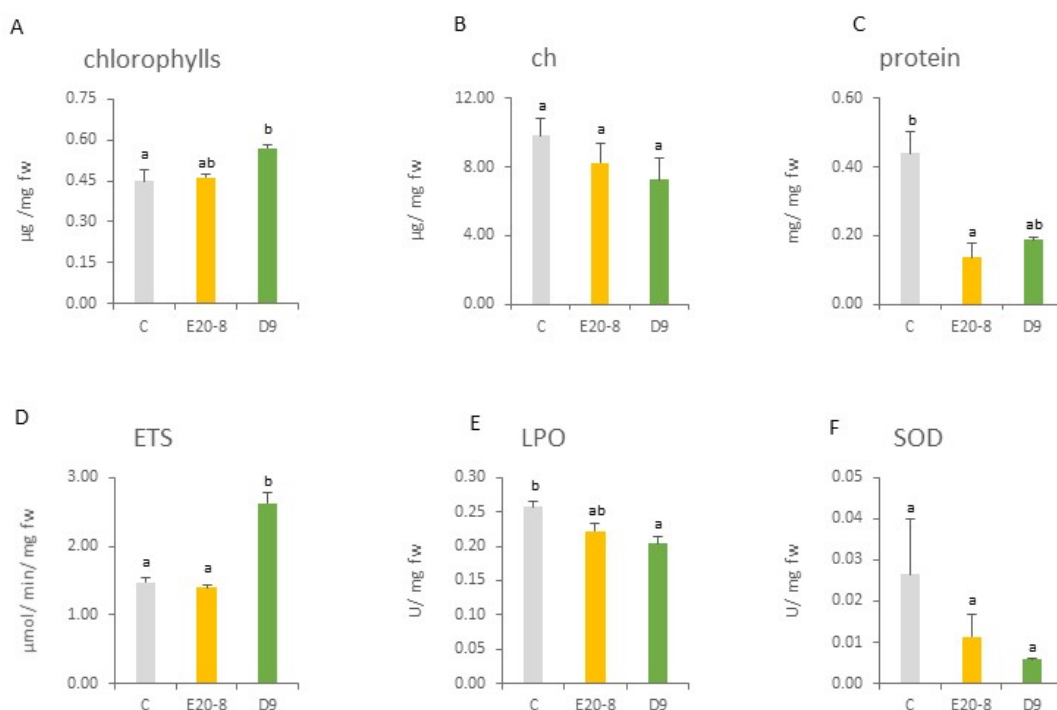 A
chlorophylls
µg /mg fw
0.75
0.60
0.45
0.30
0.15
0.00
a
ab
b
C E20-8 D9
B
ch
µg/ mg fw
12.00
8.00
4.00
0.00
a
a
a
C E20-8 D9
C
protein
mg/ mg fw
0.60
0.40
0.20
0.00
b
a
ab
C E20-8 D9
D
ETS
µmol/ min/ mg fw
3.00
2.00
1.00
0.00
a
a
b
C E20-8 D9
E
LPO
U/ mg fw
0.30
0.25
0.20
0.15
0.10
0.05
0.00
b
ab
a
C E20-8 D9
F
SOD
U/ mg fw
0.05
0.04
0.03
0.02
0.01
0.00
a
a
a
C E20-8 D9